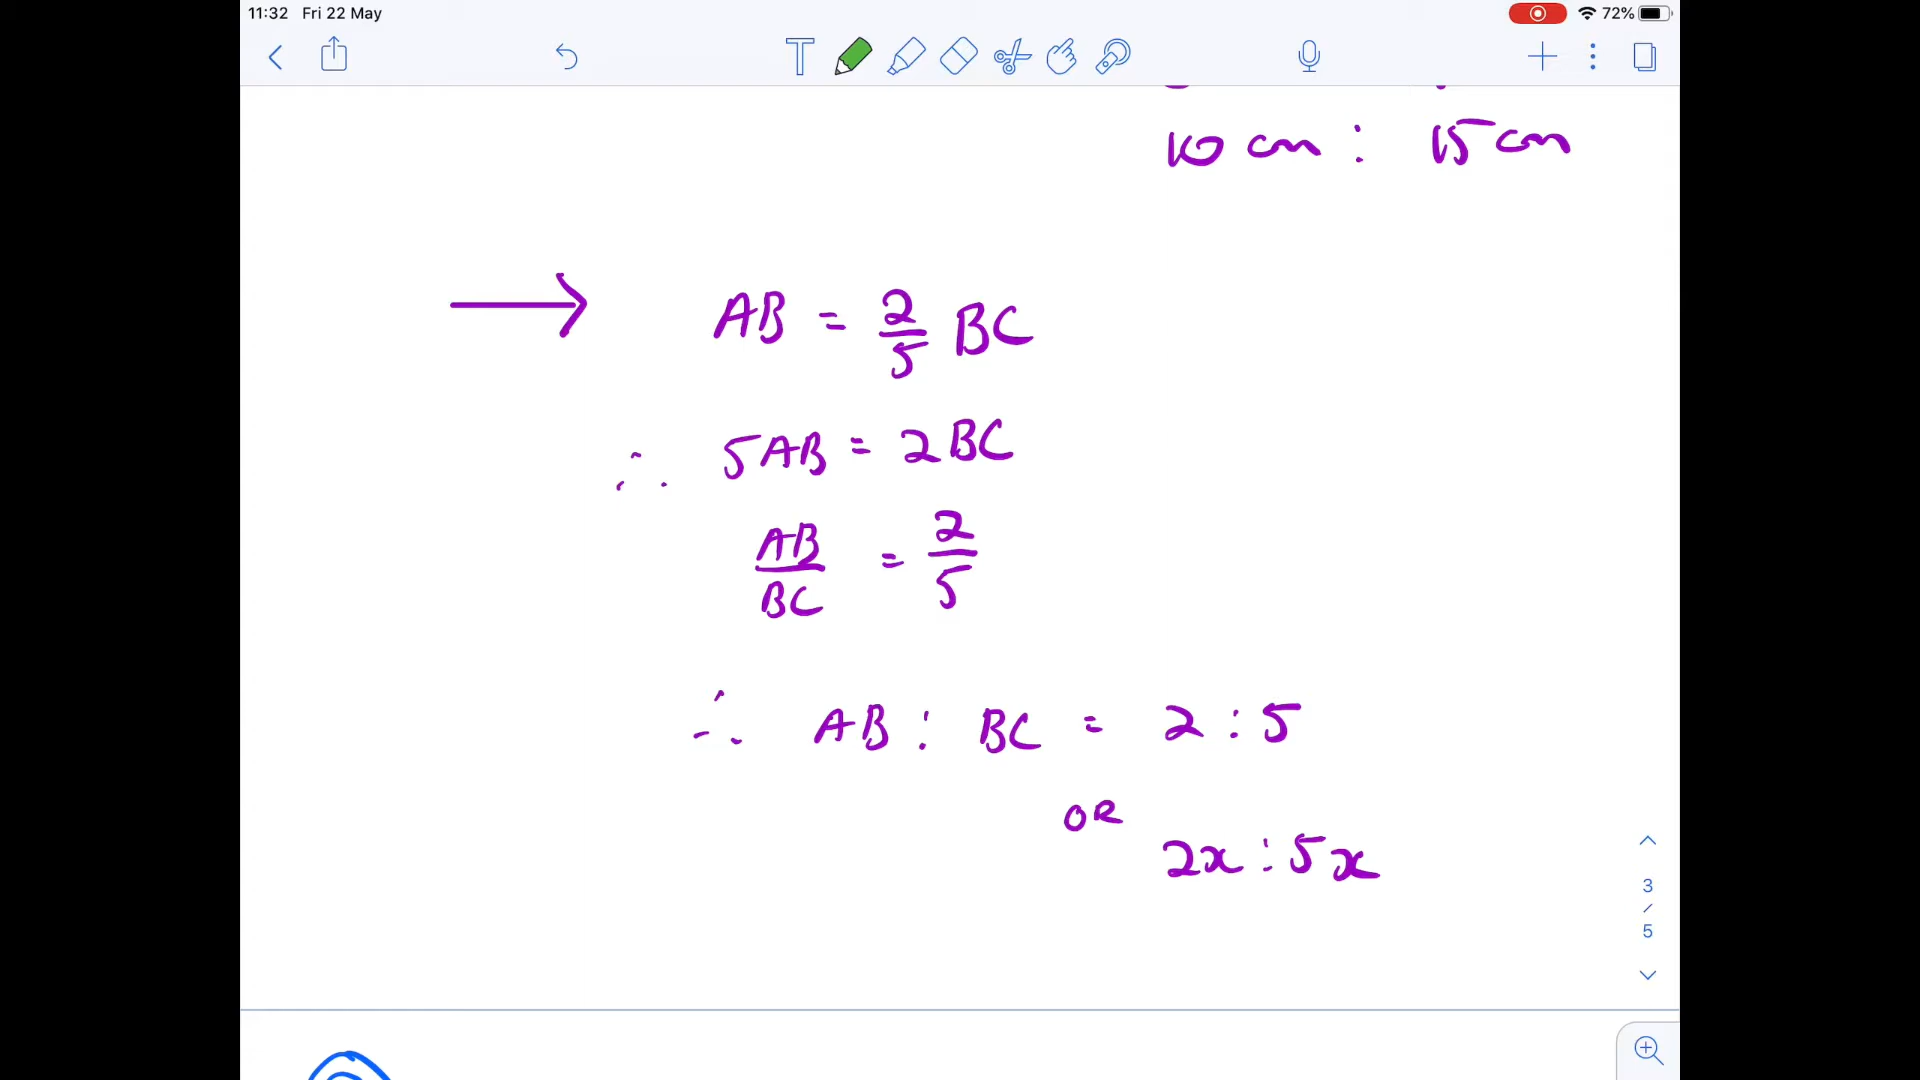 11:32 Fri 22 May 72%
10 cm : 15 cm
→ AB = 2/5 BC
∴ 5AB = 2BC
AB/BC = 2/5
∴ AB : BC = 2 : 5
OR
2x : 5x
3
/
5